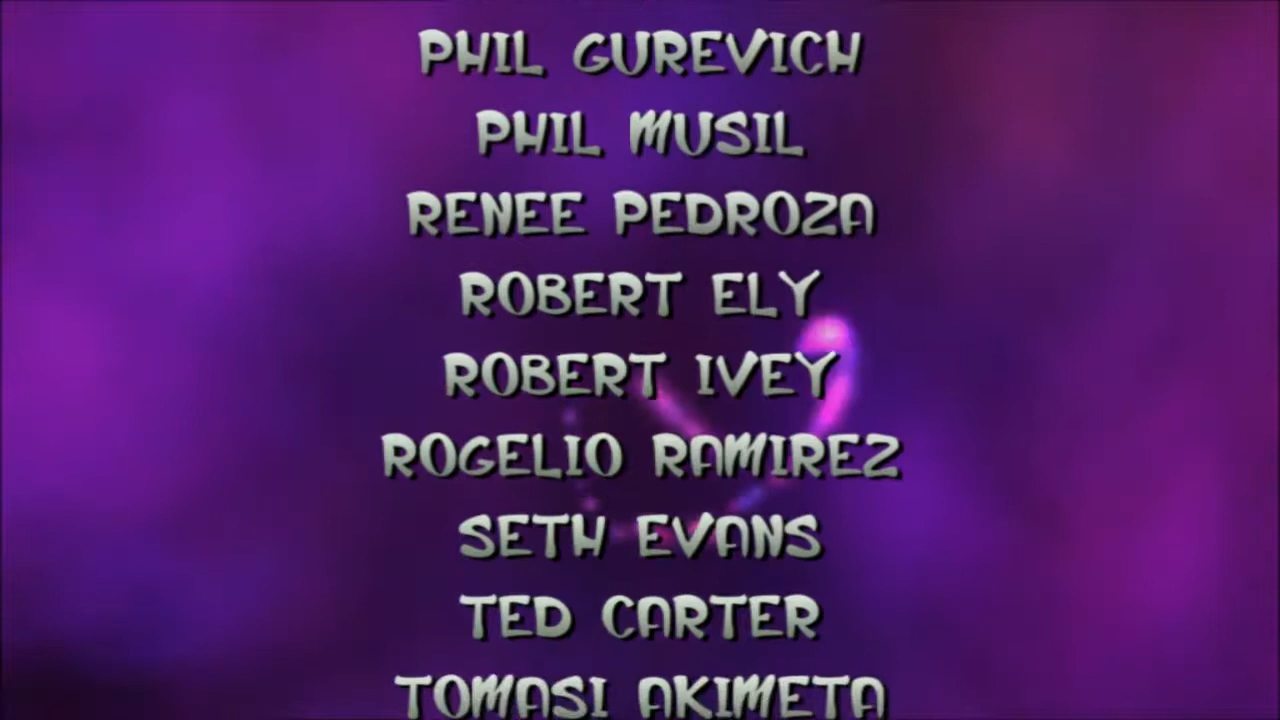 PHIL GUREVICH
PHIL MUSIL
RENEE PEDROZA
ROBERT ELY
ROBERT IVEY
ROGELIO RAMIREZ
SETH EVANS
TED CARTER
TOMASI AKIMETA